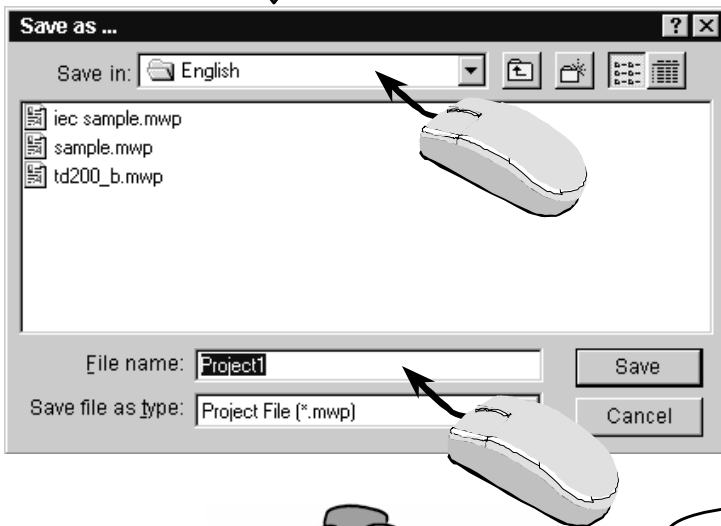 Save as ...
Save in: English
iec sample.mwp
sample.mwp
td200_b.mwp
File name: Project1 Save
Save file as type: Project File (*.mwp) Cancel